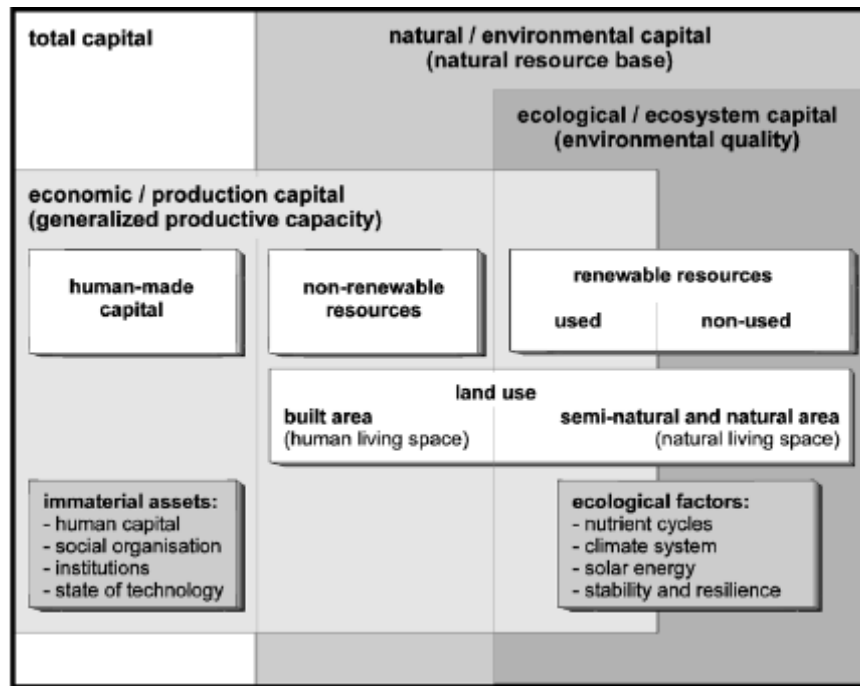 total capital
natural / environmental capital
(natural resource base)
ecological / ecosystem capital
(environmental quality)
economic / production capital
(generalized productive capacity)
human-made
capital
non-renewable
resources
renewable resources
used
non-used
land use
built area
(human living space)
semi-natural and natural area
(natural living space)
immaterial assets:
- human capital
- social organisation
- institutions
- state of technology
ecological factors:
- nutrient cycles
- climate system
- solar energy
- stability and resilience